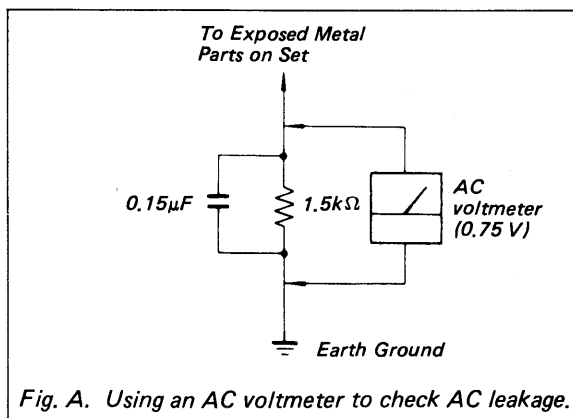 To Exposed Metal
Parts on Set
0.15μF
1.5kΩ
AC
voltmeter
(0.75 V)
Earth Ground
Fig. A. Using an AC voltmeter to check AC leakage.